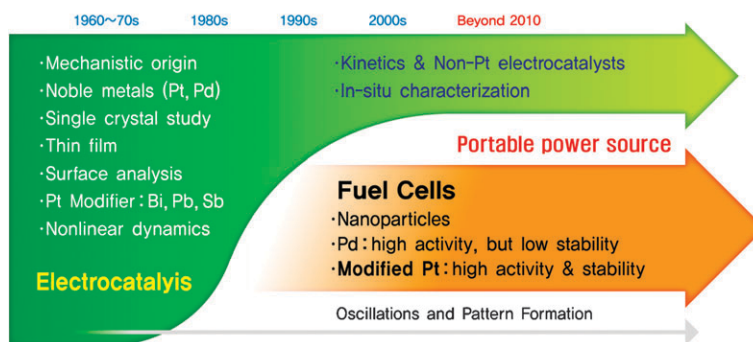 1960~70s 1980s 1990s 2000s Beyond 2010
·Mechanistic origin
·Noble metals (Pt, Pd)
·Single crystal study
·Thin film
·Surface analysis
·Pt Modifier : Bi, Pb, Sb
·Nonlinear dynamics
Electrocatalyis
·Kinetics & Non-Pt electrocatalysts
·In-situ characterization
Portable power source
Fuel Cells
·Nanoparticles
·Pd : high activity, but low stability
·Modified Pt : high activity & stability
Oscillations and Pattern Formation